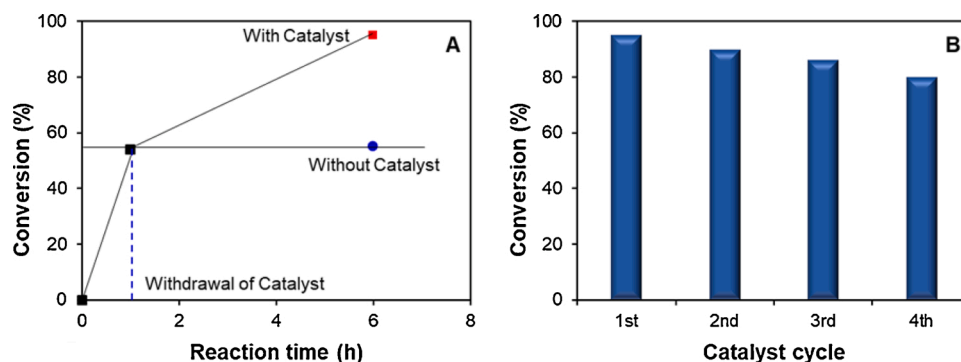 A
With Catalyst
Without Catalyst
Withdrawal of Catalyst
Conversion (%)
100
80
60
40
20
0
0 2 4 6 8
Reaction time (h)
B
Conversion (%)
100
80
60
40
20
0
1st 2nd 3rd 4th
Catalyst cycle